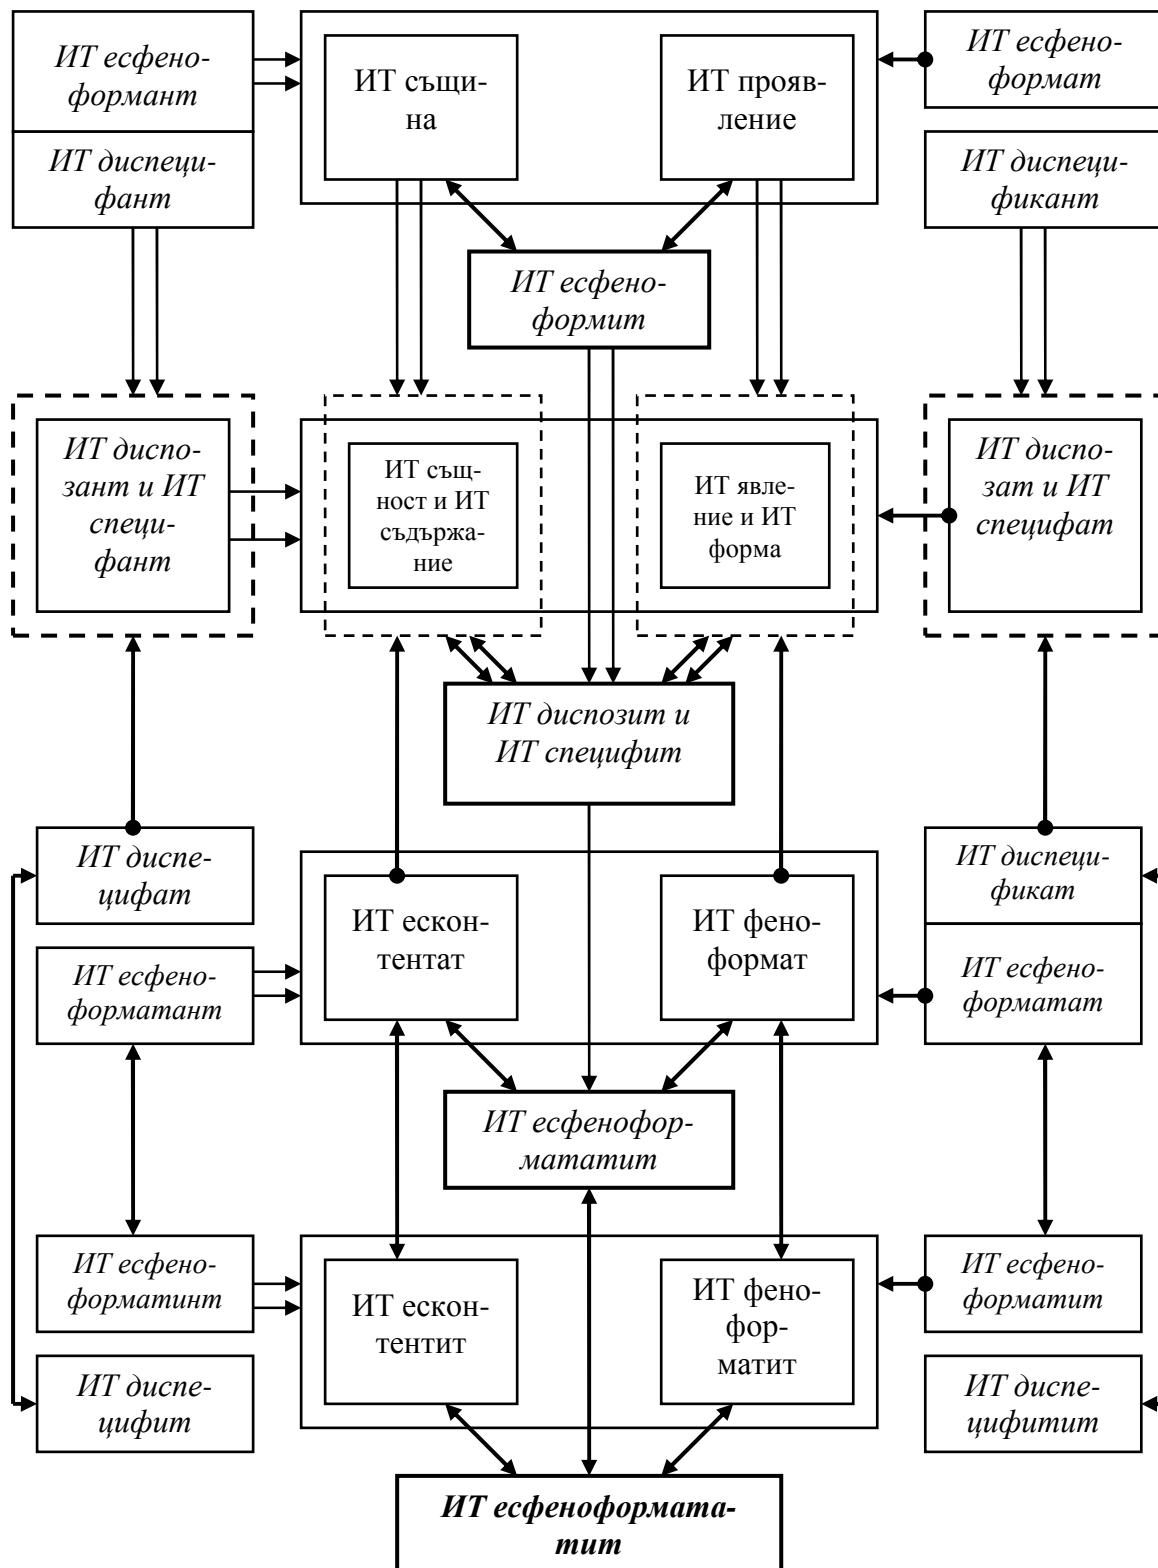 ИТ есфено-
формант
ИТ същи-
на
ИТ прояв-
ление
ИТ есфено-
формат
ИТ диспеци-
фант
ИТ диспеци-
фикант
ИТ есфено-
формит
ИТ диспо-
зант и ИТ
специ-
фант
ИТ същ-
ност и ИТ
съдържа-
ние
ИТ явле-
ние и ИТ
форма
ИТ диспо-
зат и ИТ
специфат
ИТ диспозит и
ИТ специфит
ИТ диспе-
цифат
ИТ ескон-
тентат
ИТ фено-
формат
ИТ диспеци-
фикат
ИТ есфено-
форматант
ИТ есфено-
форматат
ИТ есфенофор-
мататит
ИТ есфено-
форматинт
ИТ ескон-
тентит
ИТ фено-
фор-
матит
ИТ есфено-
форматит
ИТ диспе-
цифит
ИТ диспе-
цифитит
ИТ есфеноформата-
тит